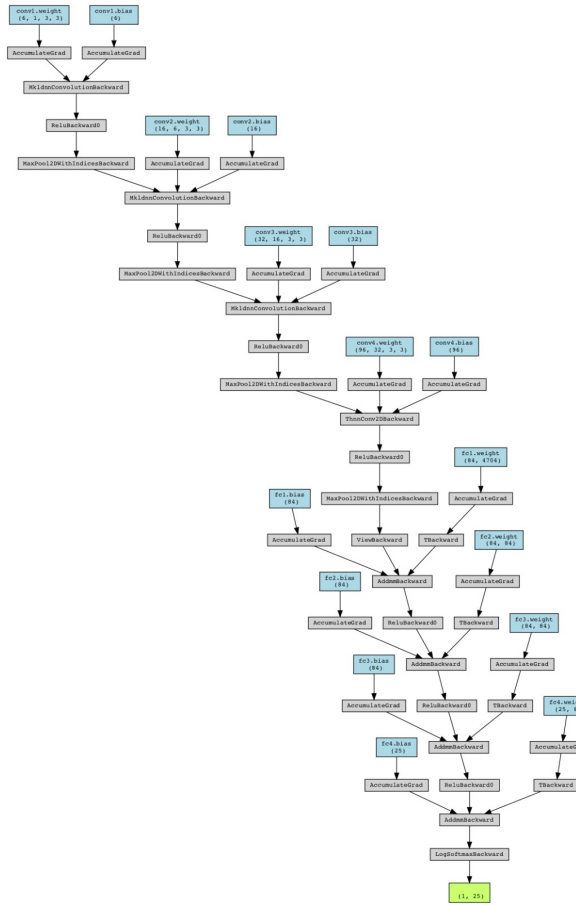 conv1.weight
(6, 1, 3, 3)
conv1.bias
(6)
AccumulateGrad
AccumulateGrad
MkldnnConvolutionBackward
ReluBackward0
conv2.weight
(16, 6, 3, 3)
conv2.bias
(16)
MaxPool2DWithIndicesBackward
AccumulateGrad
AccumulateGrad
MkldnnConvolutionBackward
ReluBackward0
conv3.weight
(32, 16, 3, 3)
conv3.bias
(32)
MaxPool2DWithIndicesBackward
AccumulateGrad
AccumulateGrad
MkldnnConvolutionBackward
ReluBackward0
conv4.weight
(96, 32, 3, 3)
conv4.bias
(96)
MaxPool2DWithIndicesBackward
AccumulateGrad
AccumulateGrad
ThnnConv2DBackward
ReluBackward0
fc1.weight
(84, 4704)
fc1.bias
(84)
MaxPool2DWithIndicesBackward
AccumulateGrad
AccumulateGrad
ViewBackward
TBackward
fc2.weight
(84, 84)
fc2.bias
(84)
AddmmBackward
AccumulateGrad
AccumulateGrad
ReluBackward0
TBackward
fc3.weight
(84, 84)
fc3.bias
(84)
AddmmBackward
AccumulateGrad
AccumulateGrad
ReluBackward0
TBackward
fc4.wei
(25, 8
fc4.bias
(25)
AddmmBackward
AccumulateG
AccumulateGrad
ReluBackward0
TBackward
AddmmBackward
LogSoftmaxBackward
(1, 25)